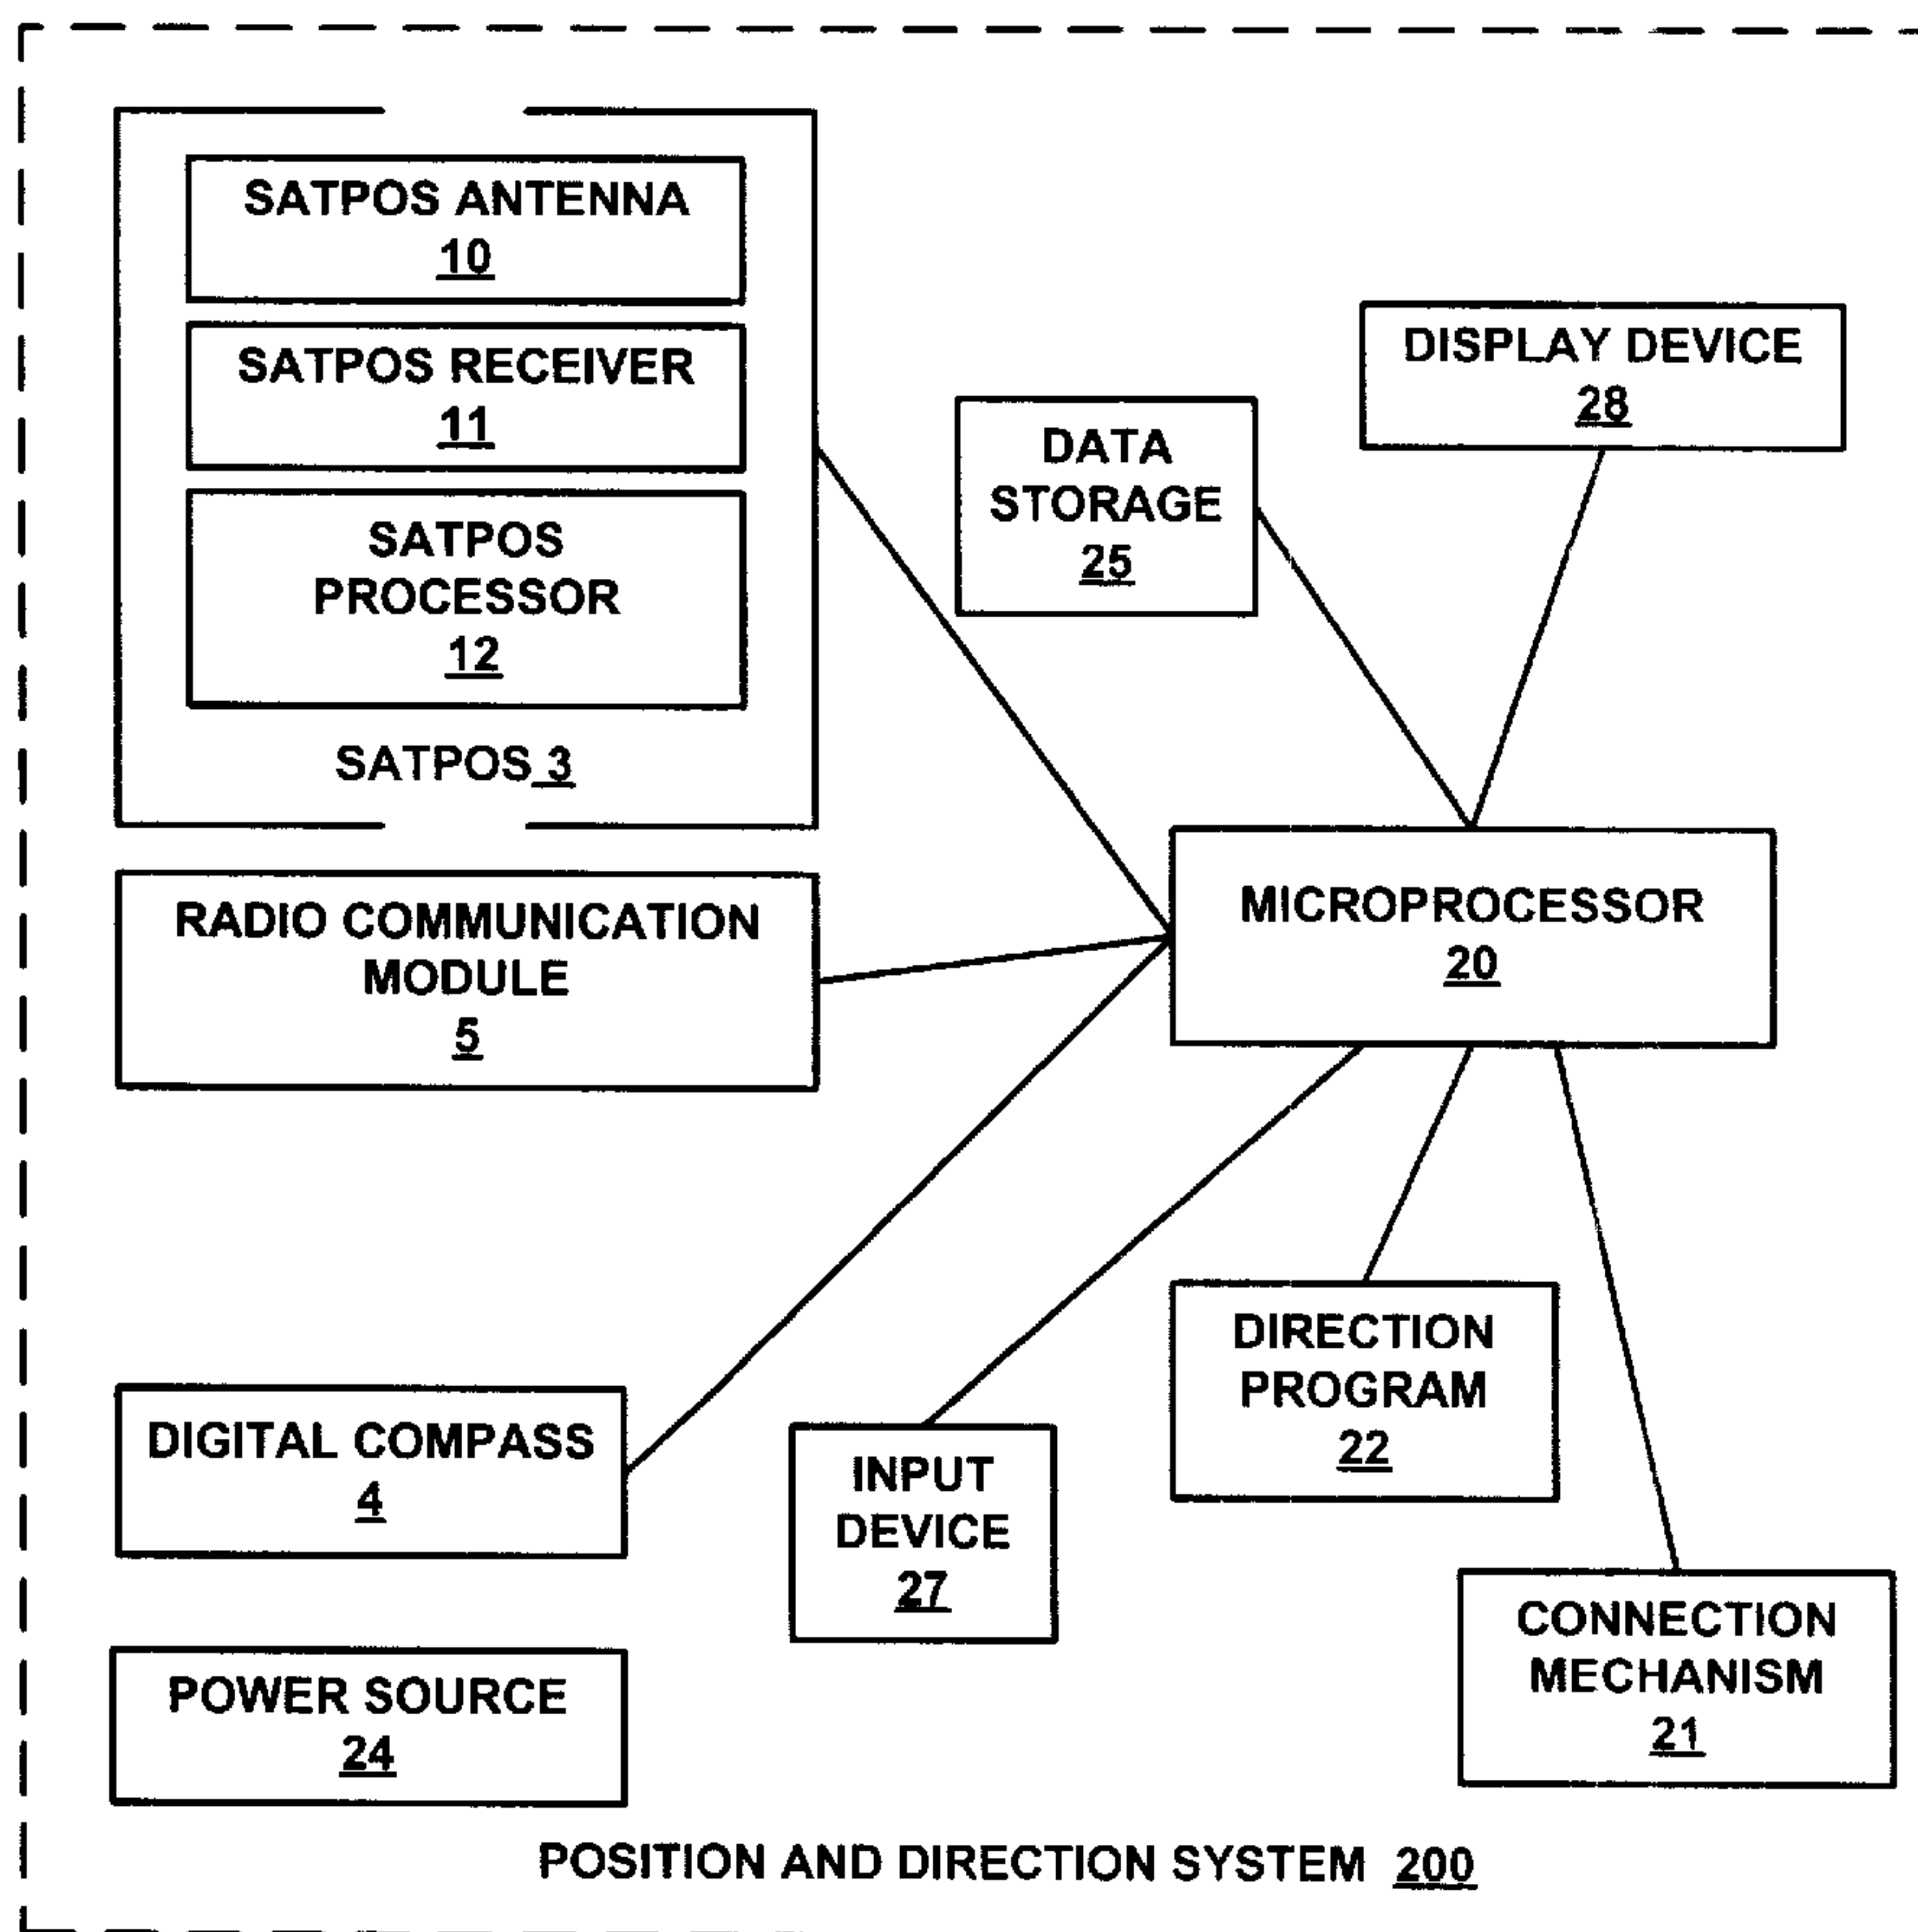 SATPOS ANTENNA
10
SATPOS RECEIVER
11
SATPOS
PROCESSOR
12
SATPOS 3
DISPLAY DEVICE
28
DATA
STORAGE
25
RADIO COMMUNICATION
MODULE
5
MICROPROCESSOR
20
DIGITAL COMPASS
4
INPUT
DEVICE
27
DIRECTION
PROGRAM
22
CONNECTION
MECHANISM
21
POWER SOURCE
24
POSITION AND DIRECTION SYSTEM 200